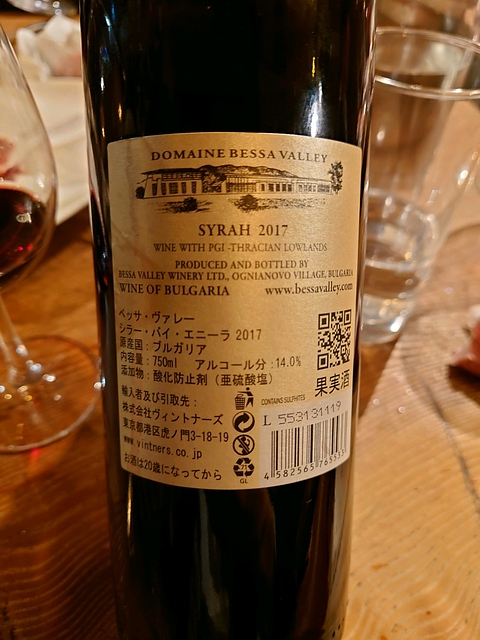 DOMAINE BESSA VALLEY
SYRAH 2017
WINE WITH PGI -THRACIAN LOWLANDS
PRODUCED AND BOTTLED BY
BESSA VALLEY WINERY LTD., OGNIANOVO VILLAGE, BULGARIA
WINE OF BULGARIA www.bessavalley.com
ベッサ・ヴァレー
シラー・バイ・エニーラ 2017
原産国：ブルガリア
内容量：750ml アルコール分：14.0%
添加物：酸化防止剤（亜硫酸塩）
果実酒
輸入者及び引取先：
株式会社ヴィントナーズ
東京都港区虎ノ門3-18-19
www.vintners.co.jp
お酒は20歳になってから
CONTAINS SULPHITES
L 553131119
GL
4 582565 765535